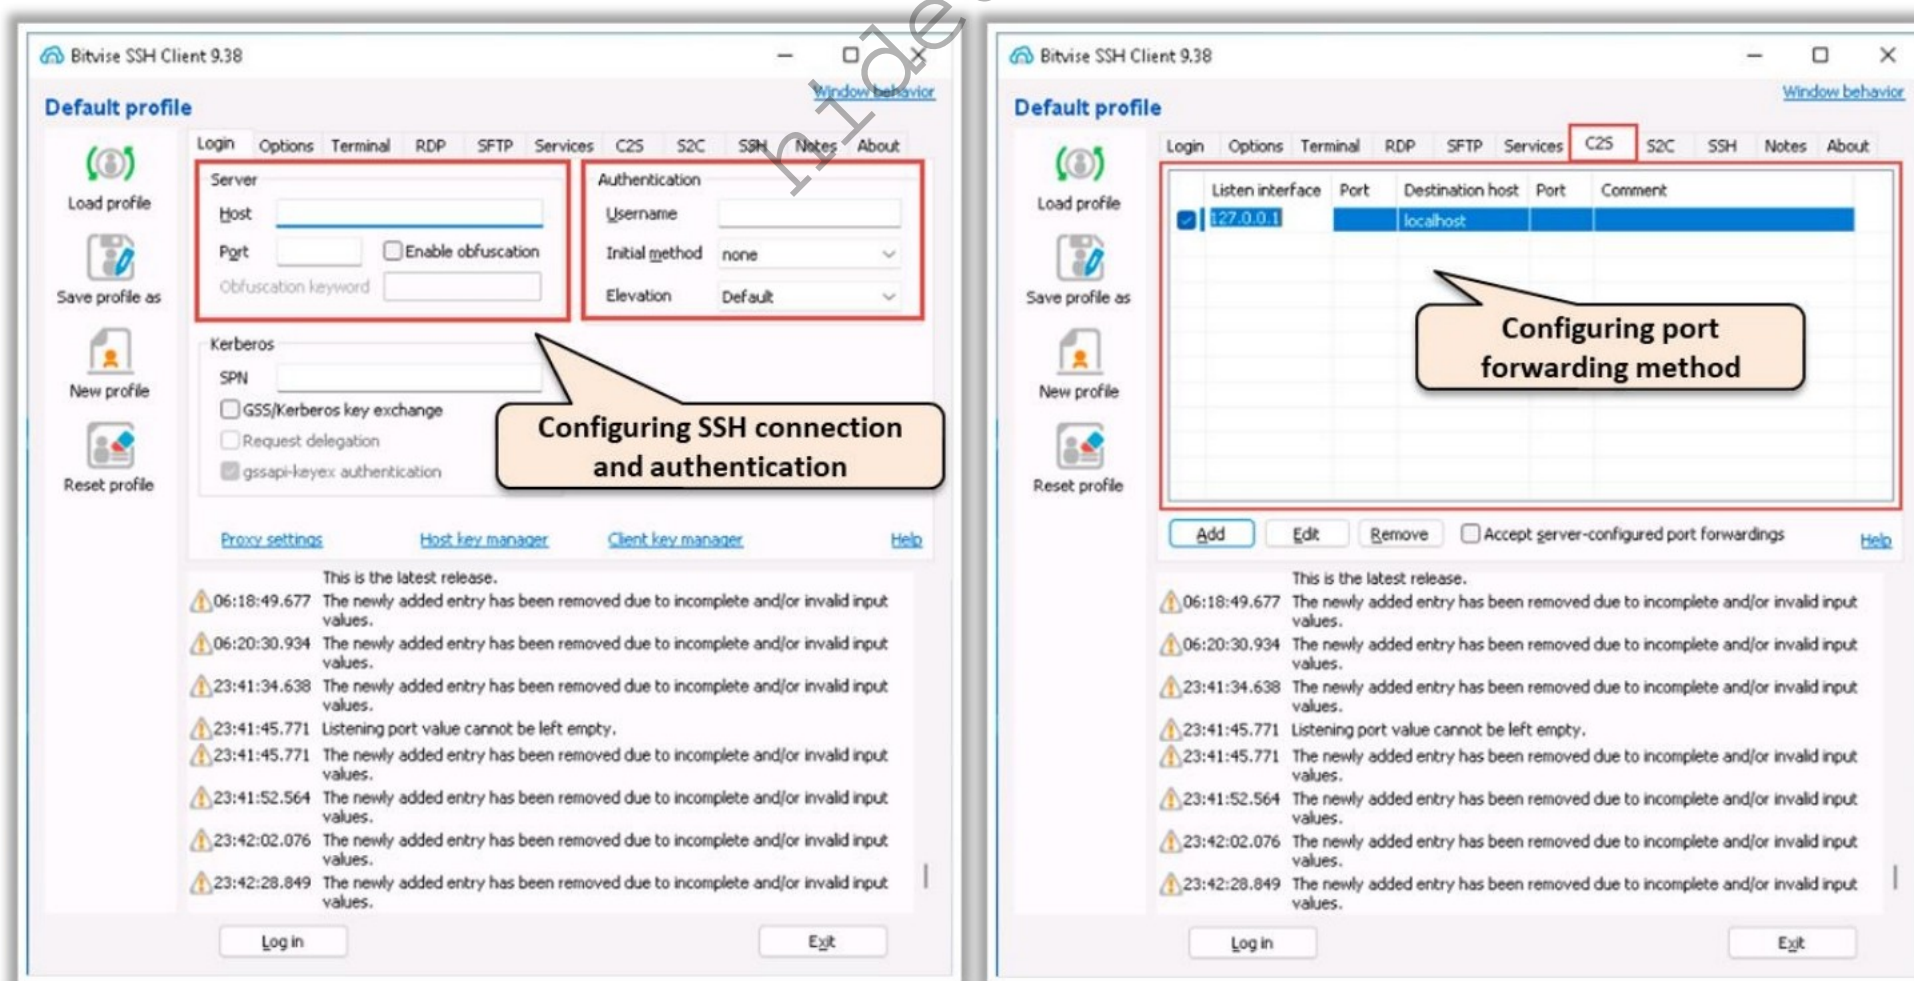 Bitvise SSH Client 9.38
Default profile
Window behavior
Load profile
Save profile as
New profile
Reset profile
Login Options Terminal RDP SFTP Services C2S S2C SSH Notes About
Server
Host
Port
Enable obfuscation
Obfuscation keyword
Authentication
Username
Initial method none
Elevation Default
Kerberos
SPN
GSS/Kerberos key exchange
Request delegation
gssapi-keyex authentication
Configuring SSH connection
and authentication
Proxy settings Host key manager Client key manager Help
This is the latest release.
06:18:49.677 The newly added entry has been removed due to incomplete and/or invalid input
values.
06:20:30.934 The newly added entry has been removed due to incomplete and/or invalid input
values.
23:41:34.638 The newly added entry has been removed due to incomplete and/or invalid input
values.
23:41:45.771 Listening port value cannot be left empty.
23:41:45.771 The newly added entry has been removed due to incomplete and/or invalid input
values.
23:41:52.564 The newly added entry has been removed due to incomplete and/or invalid input
values.
23:42:02.076 The newly added entry has been removed due to incomplete and/or invalid input
values.
23:42:28.849 The newly added entry has been removed due to incomplete and/or invalid input
values.
Log in Exit
Bitvise SSH Client 9.38
Default profile
Window behavior
Load profile
Save profile as
New profile
Reset profile
Login Options Terminal RDP SFTP Services C2S S2C SSH Notes About
Listen interface Port Destination host Port Comment
127.0.0.1 localhost
Configuring port
forwarding method
Add Edit Remove Accept server-configured port forwardings Help
This is the latest release.
06:18:49.677 The newly added entry has been removed due to incomplete and/or invalid input
values.
06:20:30.934 The newly added entry has been removed due to incomplete and/or invalid input
values.
23:41:34.638 The newly added entry has been removed due to incomplete and/or invalid input
values.
23:41:45.771 Listening port value cannot be left empty.
23:41:45.771 The newly added entry has been removed due to incomplete and/or invalid input
values.
23:41:52.564 The newly added entry has been removed due to incomplete and/or invalid input
values.
23:42:02.076 The newly added entry has been removed due to incomplete and/or invalid input
values.
23:42:28.849 The newly added entry has been removed due to incomplete and/or invalid input
values.
Log in Exit